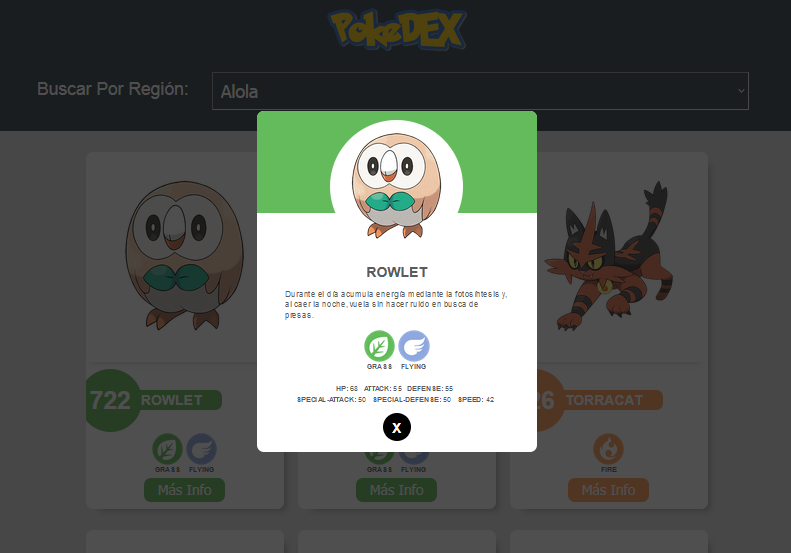 PokeDEX
Buscar Por Región:
Alola
ROWLET
Durante el día acumula energía mediante la fotosíntesis y,
al caer la noche, vuela sin hacer ruido en busca de
presas.
GRASS FLYING
HP: 68 ATTACK: 55 DEFENSE: 55
SPECIAL-ATTACK: 50 SPECIAL-DEFENSE: 50 SPEED: 42
X
722 ROWLET
GRASS FLYING
Más Info
GRASS FLYING
Más Info
26 TORRACAT
FIRE
Más Info